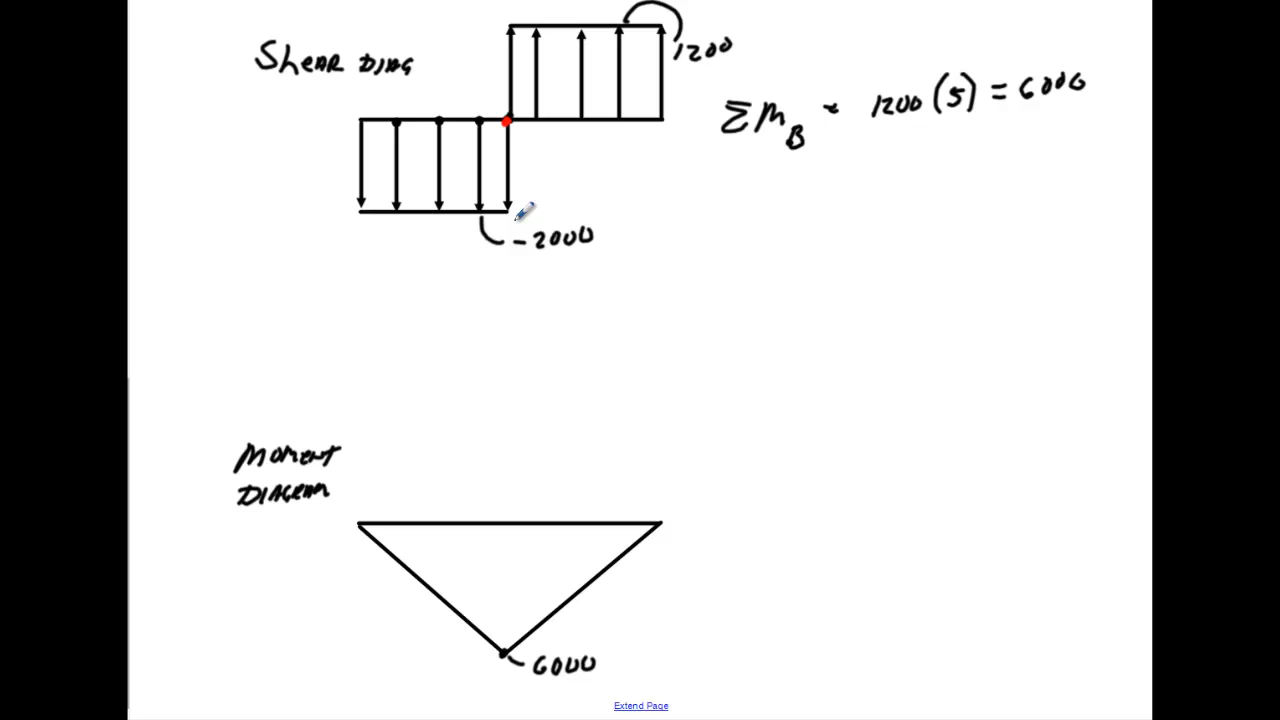 Shear Diag
1200
ΣM_B = 1200 (5) = 6000
-2000
Moment
Diagram
6000
Extend Page